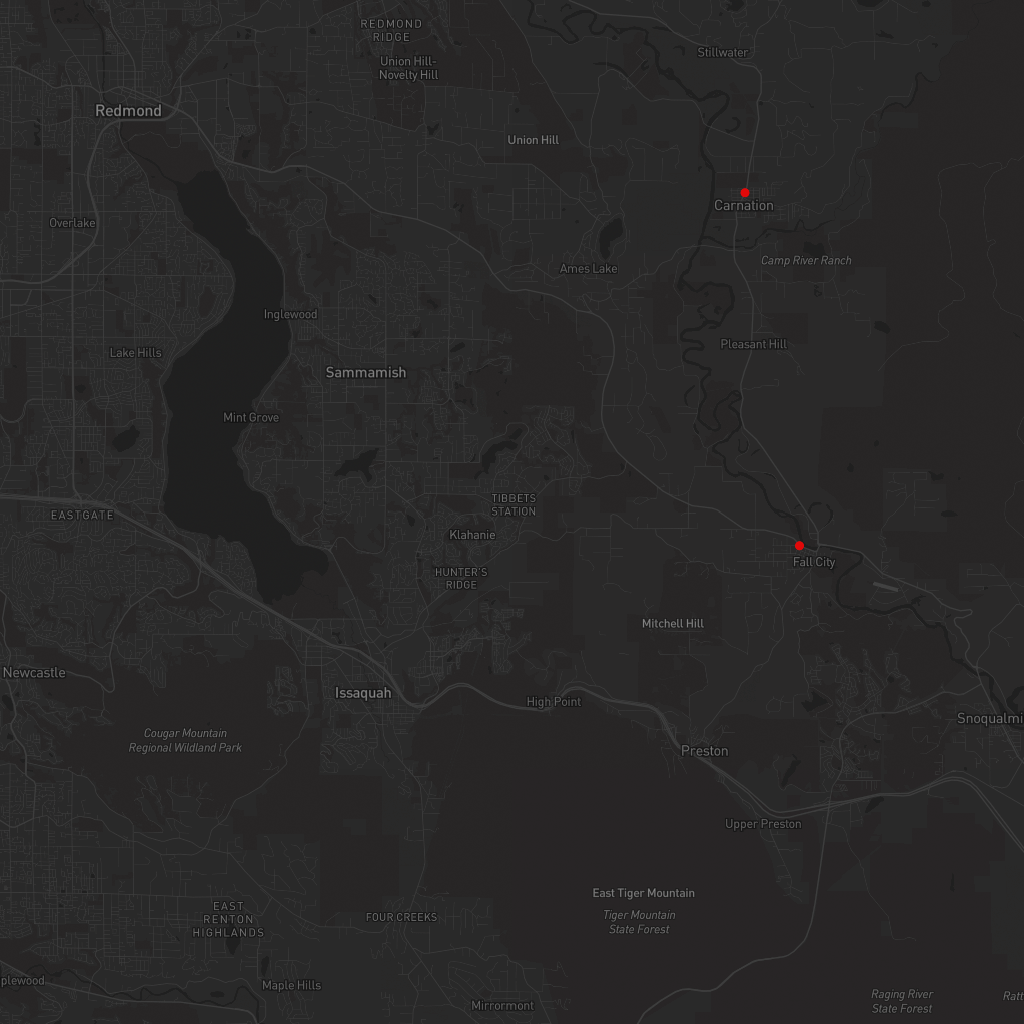 REDMOND
RIDGE
Union Hill-
Novelty Hill
Stillwater
Redmond
Union Hill
Carnation
Overlake
Camp River Ranch
Ames Lake
Inglewood
Pleasant Hill
Lake Hills
Sammamish
Mint Grove
TIBBETS
STATION
EASTGATE
Klahanie
Fall City
HUNTER'S
RIDGE
Mitchell Hill
Newcastle
Issaquah
High Point
Snoqualmi
Cougar Mountain
Regional Wildland Park
Preston
Upper Preston
East Tiger Mountain
EAST
RENTON
HIGHLANDS
FOUR CREEKS
Tiger Mountain
State Forest
plewood
Maple Hills
Mirrormont
Raging River
State Forest
Ratt